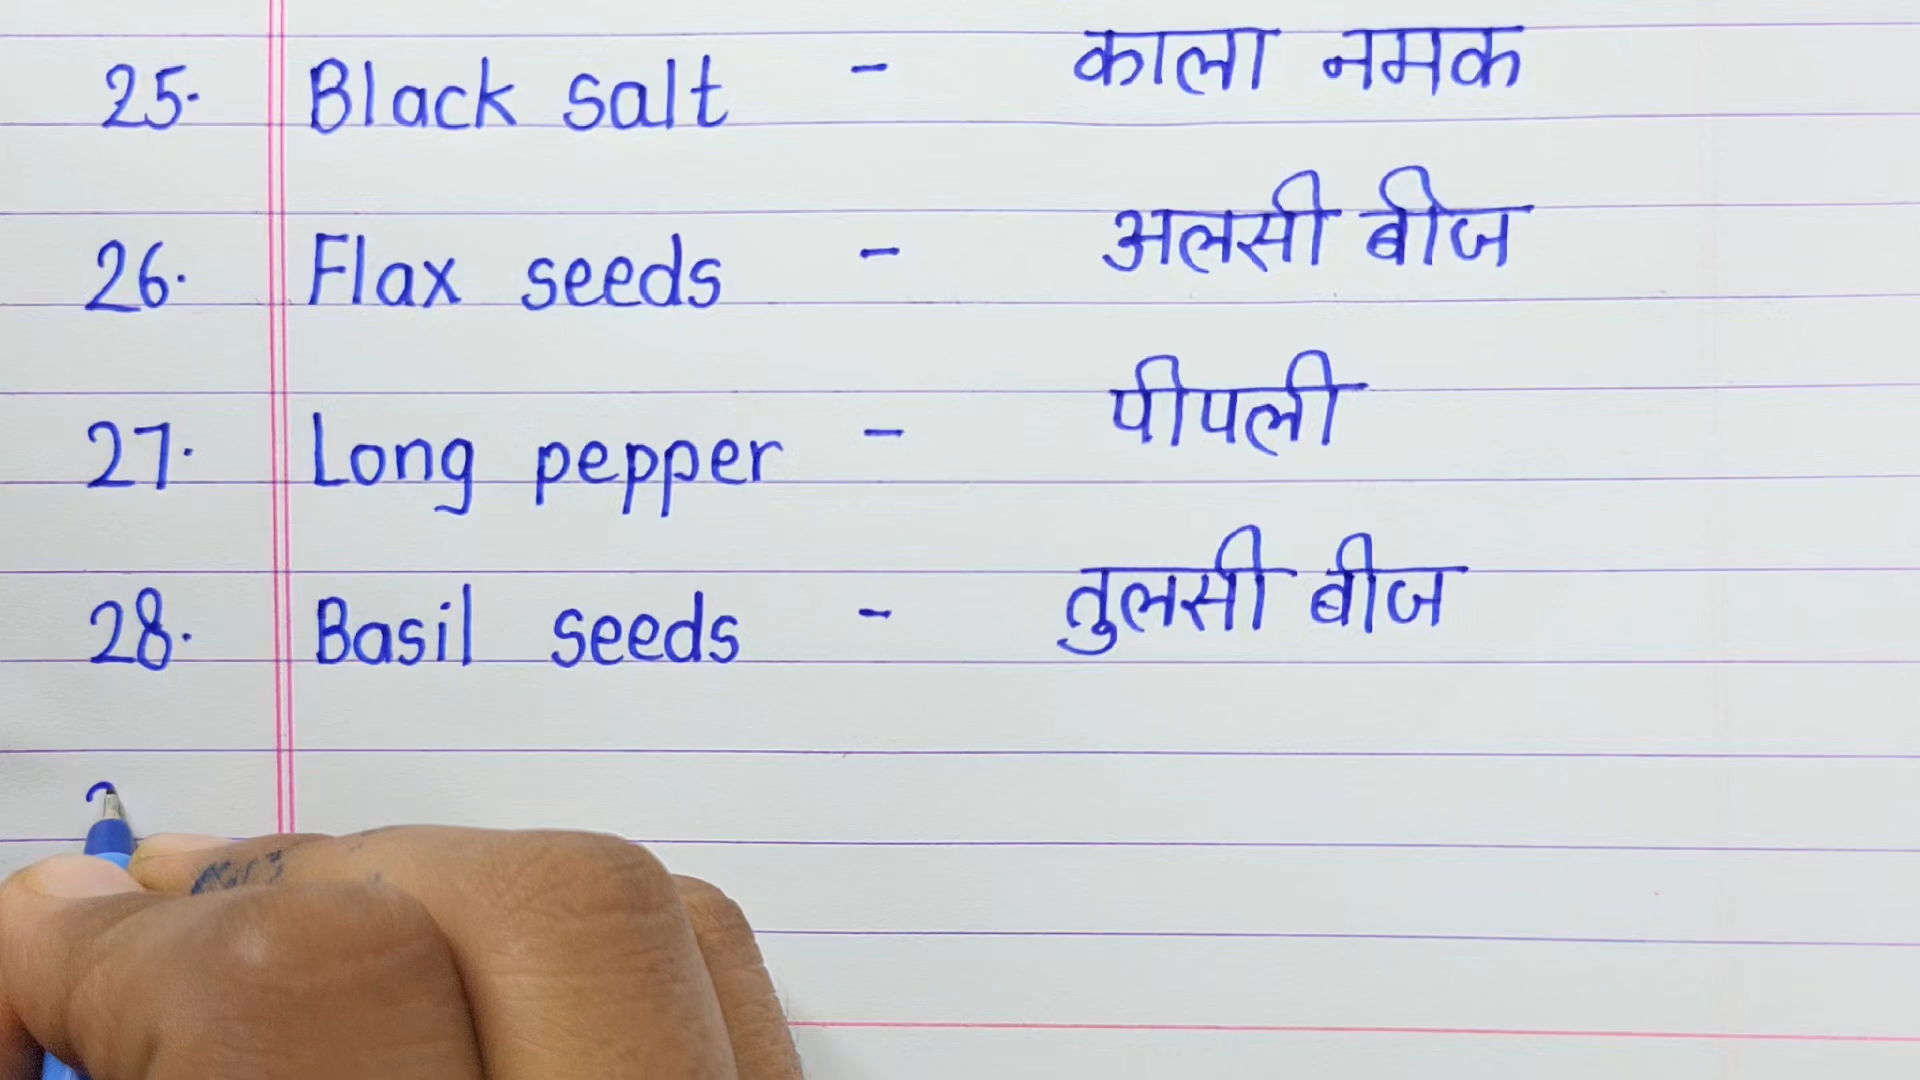 25. Black salt - काला नमक
26. Flax seeds - अलसी बीज
27. Long pepper - पीपली
28. Basil seeds - तुलसी बीज